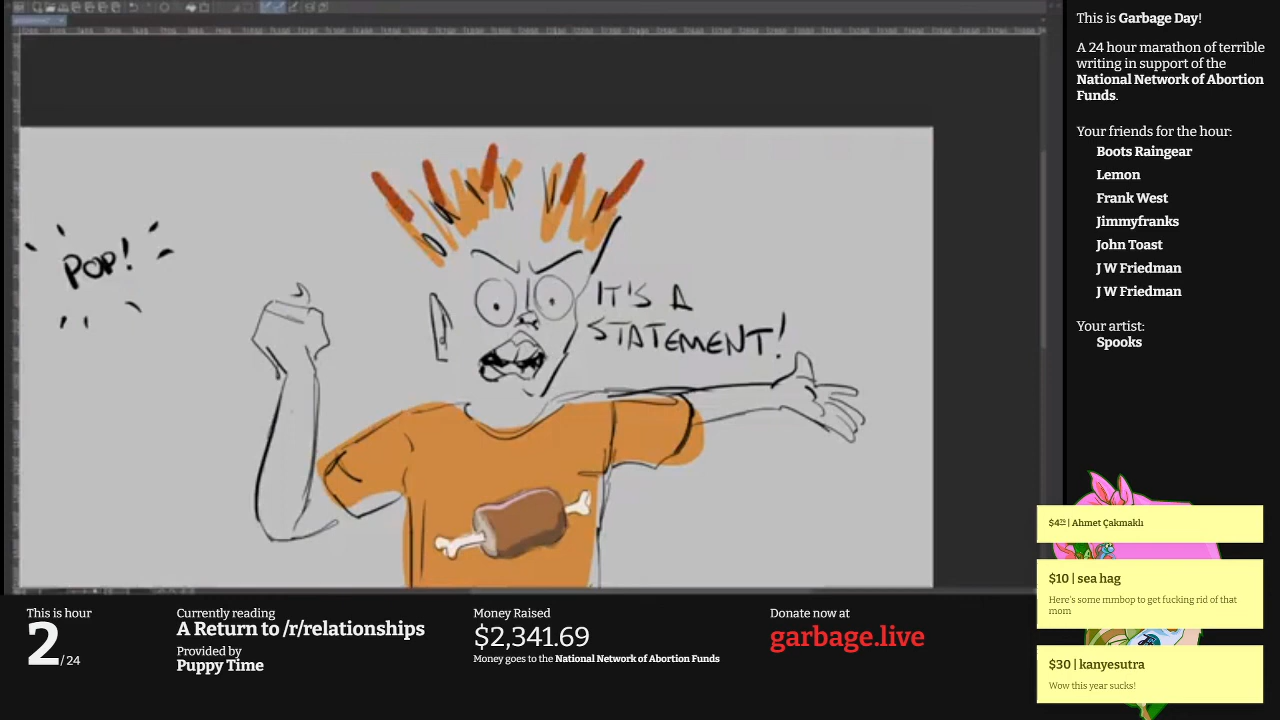 This is Garbage Day!
A 24 hour marathon of terrible
writing in support of the
National Network of Abortion
Funds.
Your friends for the hour:
Boots Raingear
Lemon
Frank West
Jimmyfranks
John Toast
J W Friedman
J W Friedman
Your artist:
Spooks
POP!
IT'S A
STATEMENT!
$4.20 | Ahmet Çakmaklı
$10 | sea hag
Here's some mmbop to get fucking rid of that
mom
$30 | kanyesutra
Wow this year sucks!
This is hour
2/24
Currently reading
A Return to /r/relationships
Provided by
Puppy Time
Money Raised
$2,341.69
Money goes to the National Network of Abortion Funds
Donate now at
garbage.live